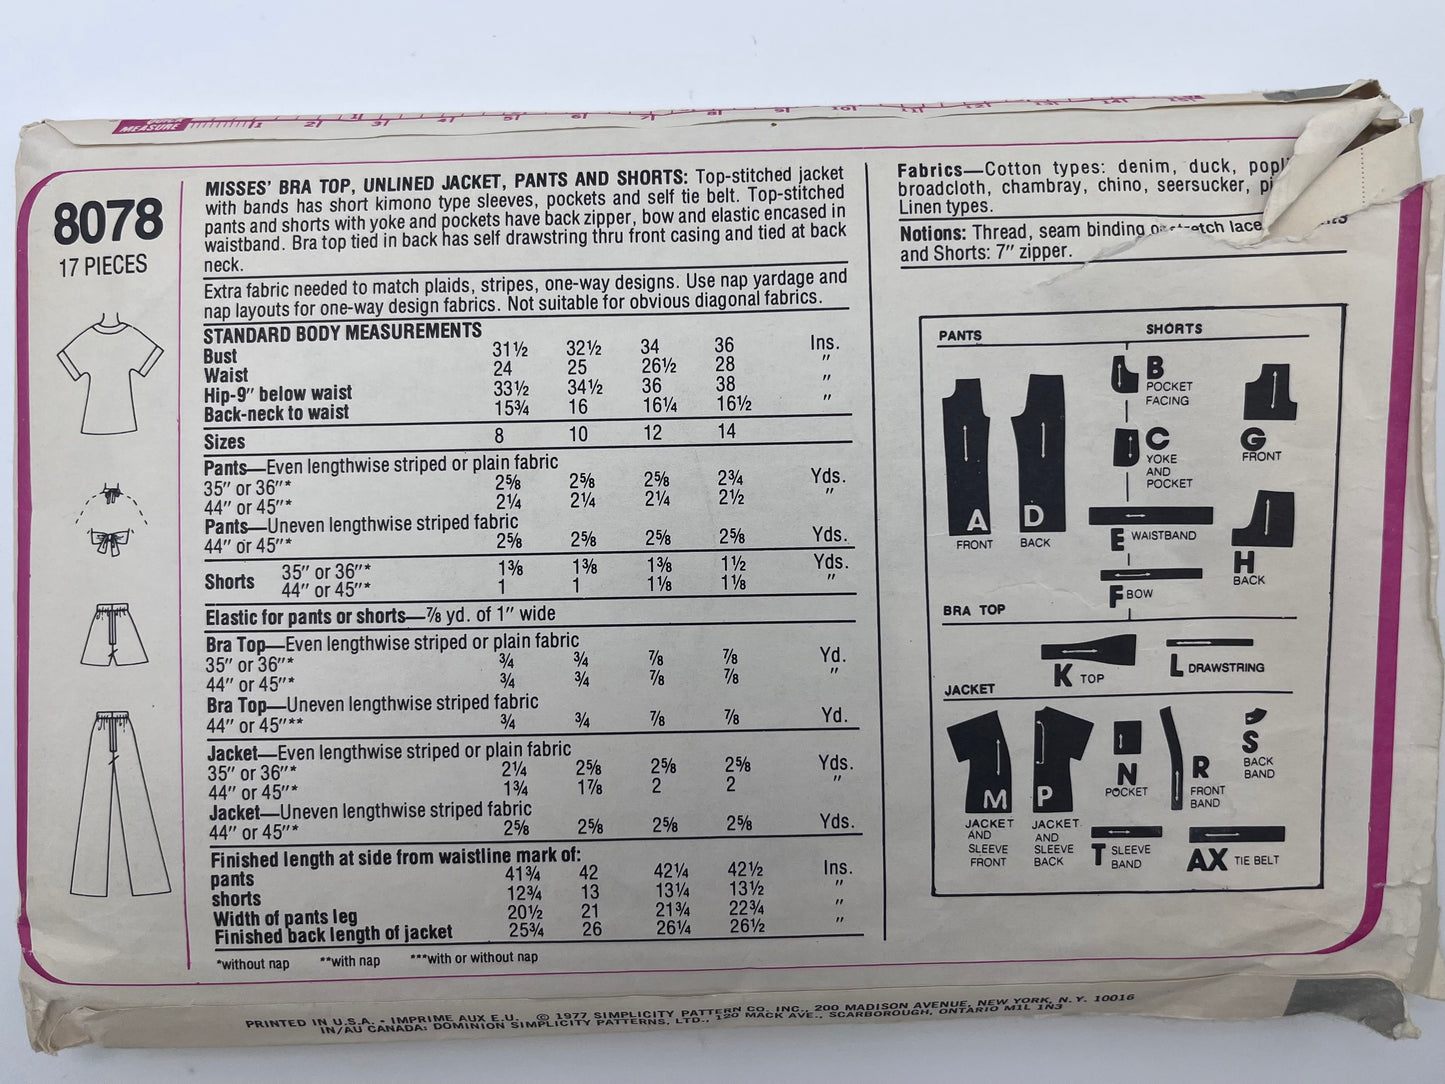 MEASURE 1 2 3 4 5 6 7 8 9 10 11 12 13 14 15
8078
17 PIECES
MISSES' BRA TOP, UNLINED JACKET, PANTS AND SHORTS: Top-stitched jacket
with bands has short kimono type sleeves, pockets and self tie belt. Top-stitched
pants and shorts with yoke and pockets have back zipper, bow and elastic encased in
waistband. Bra top tied in back has self drawstring thru front casing and tied at back
neck.
Extra fabric needed to match plaids, stripes, one-way designs. Use nap yardage and
nap layouts for one-way design fabrics. Not suitable for obvious diagonal fabrics.
STANDARD BODY MEASUREMENTS
Bust 31½ 32½ 34 36 Ins.
Waist 24 25 26½ 28 "
Hip-9" below waist 33½ 34½ 36 38 "
Back-neck to waist 15¾ 16 16¼ 16½ "
Sizes 8 10 12 14
Pants—Even lengthwise striped or plain fabric
35" or 36"* 2⅝ 2⅝ 2⅝ 2¾ Yds.
44" or 45"* 2¼ 2¼ 2¼ 2½ "
Pants—Uneven lengthwise striped fabric
44" or 45"* 2⅝ 2⅝ 2⅝ 2⅝ Yds.
Shorts 35" or 36"* 1⅜ 1⅜ 1⅜ 1½ Yds.
44" or 45"* 1 1 1⅛ 1⅛ "
Elastic for pants or shorts—⅞ yd. of 1" wide
Bra Top—Even lengthwise striped or plain fabric
35" or 36"* ¾ ¾ ⅞ ⅞ Yd.
44" or 45"* ¾ ¾ ⅞ ⅞ "
Bra Top—Uneven lengthwise striped fabric
44" or 45"** ¾ ¾ ⅞ ⅞ Yd.
Jacket—Even lengthwise striped or plain fabric
35" or 36"* 2¼ 2⅝ 2⅝ 2⅝ Yds.
44" or 45"* 1¾ 1⅞ 2 2 "
Jacket—Uneven lengthwise striped fabric
44" or 45"* 2⅝ 2⅝ 2⅝ 2⅝ Yds.
Finished length at side from waistline mark of:
pants 41¾ 42 42¼ 42½ Ins.
shorts 12¾ 13 13¼ 13½ "
Width of pants leg 20½ 21 21¾ 22¾ "
Finished back length of jacket 25¾ 26 26¼ 26½ "
*without nap **with nap ***with or without nap
Fabrics—Cotton types: denim, duck,
broadcloth, chambray, chino, seersucker,
Linen types.
Notions: Thread, seam binding or stretch lace
and Shorts: 7" zipper.
PANTS SHORTS
A FRONT
D BACK
B POCKET FACING
C YOKE AND POCKET
E WAISTBAND
F BOW
G FRONT
H BACK
BRA TOP
K TOP
L DRAWSTRING
JACKET
M JACKET AND SLEEVE FRONT
P JACKET AND SLEEVE BACK
N POCKET
R FRONT BAND
S BACK BAND
T SLEEVE BAND
AX TIE BELT
PRINTED IN U.S.A. - IMPRIME AUX E.U. © 1977 SIMPLICITY PATTERN CO. INC., 200 MADISON AVENUE, NEW YORK, N.Y. 10016
IN/AU CANADA: DOMINION SIMPLICITY PATTERNS, LTD., 120 MACK AVE., SCARBOROUGH, ONTARIO M1L 1N3